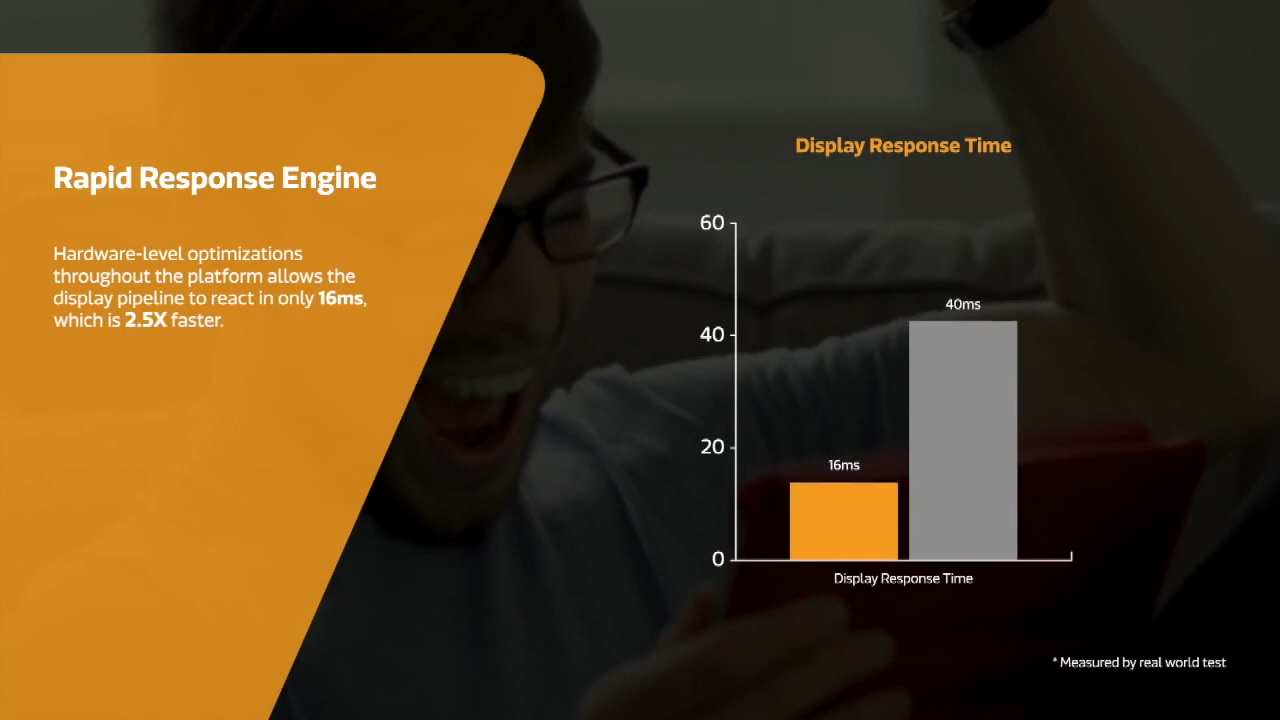 Rapid Response Engine
Hardware-level optimizations
throughout the platform allows the
display pipeline to react in only 16ms,
which is 2.5X faster.
Display Response Time
60
40ms
40
20
16ms
0
Display Response Time
* Measured by real world test